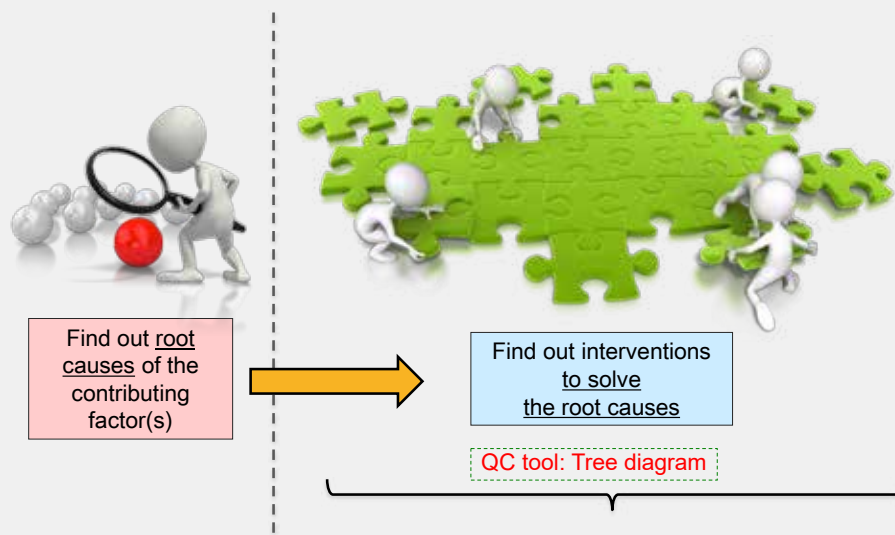 Find out root
causes of the
contributing
factor(s)
Find out interventions
to solve
the root causes
QC tool: Tree diagram